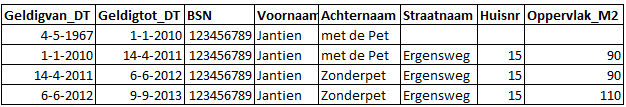 Geldigvan_DT Geldigtot_DT BSN Voornaam Achternaam Straatnaam Huisnr Oppervlak_M2
4-5-1967 1-1-2010 123456789 Jantien met de Pet
1-1-2010 14-4-2011 123456789 Jantien met de Pet Ergensweg 15 90
14-4-2011 6-6-2012 123456789 Jantien Zonderpet Ergensweg 15 90
6-6-2012 9-9-2013 123456789 Jantien Zonderpet Ergensweg 15 110